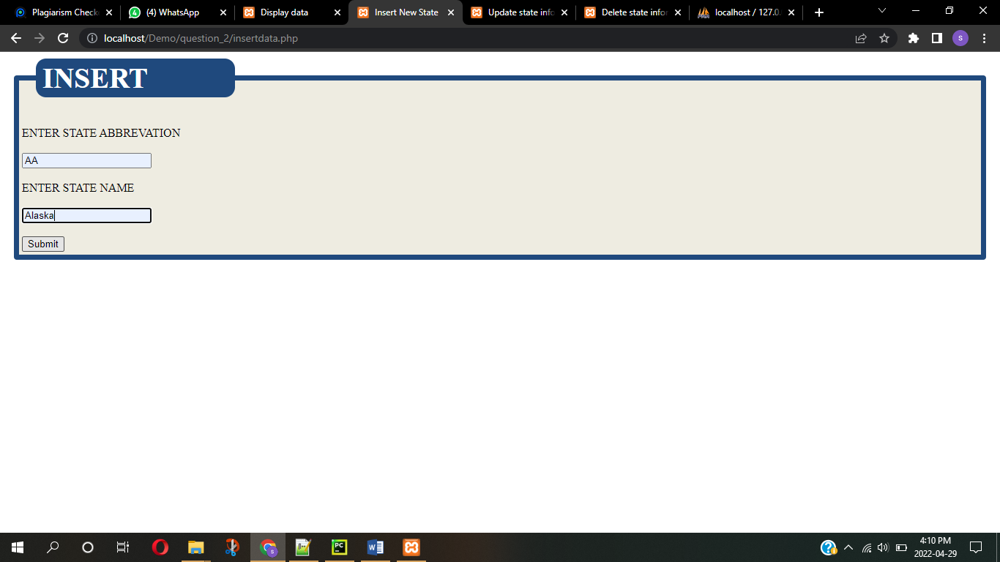 Plagiarism Check
(4) WhatsApp
Display data
Insert New State
Update state info
Delete state infor
localhost / 127.0.
localhost/Demo/question_2/insertdata.php
S
INSERT
ENTER STATE ABBREVATION
AA
ENTER STATE NAME
Alaska
Submit
4:10 PM
2022-04-29